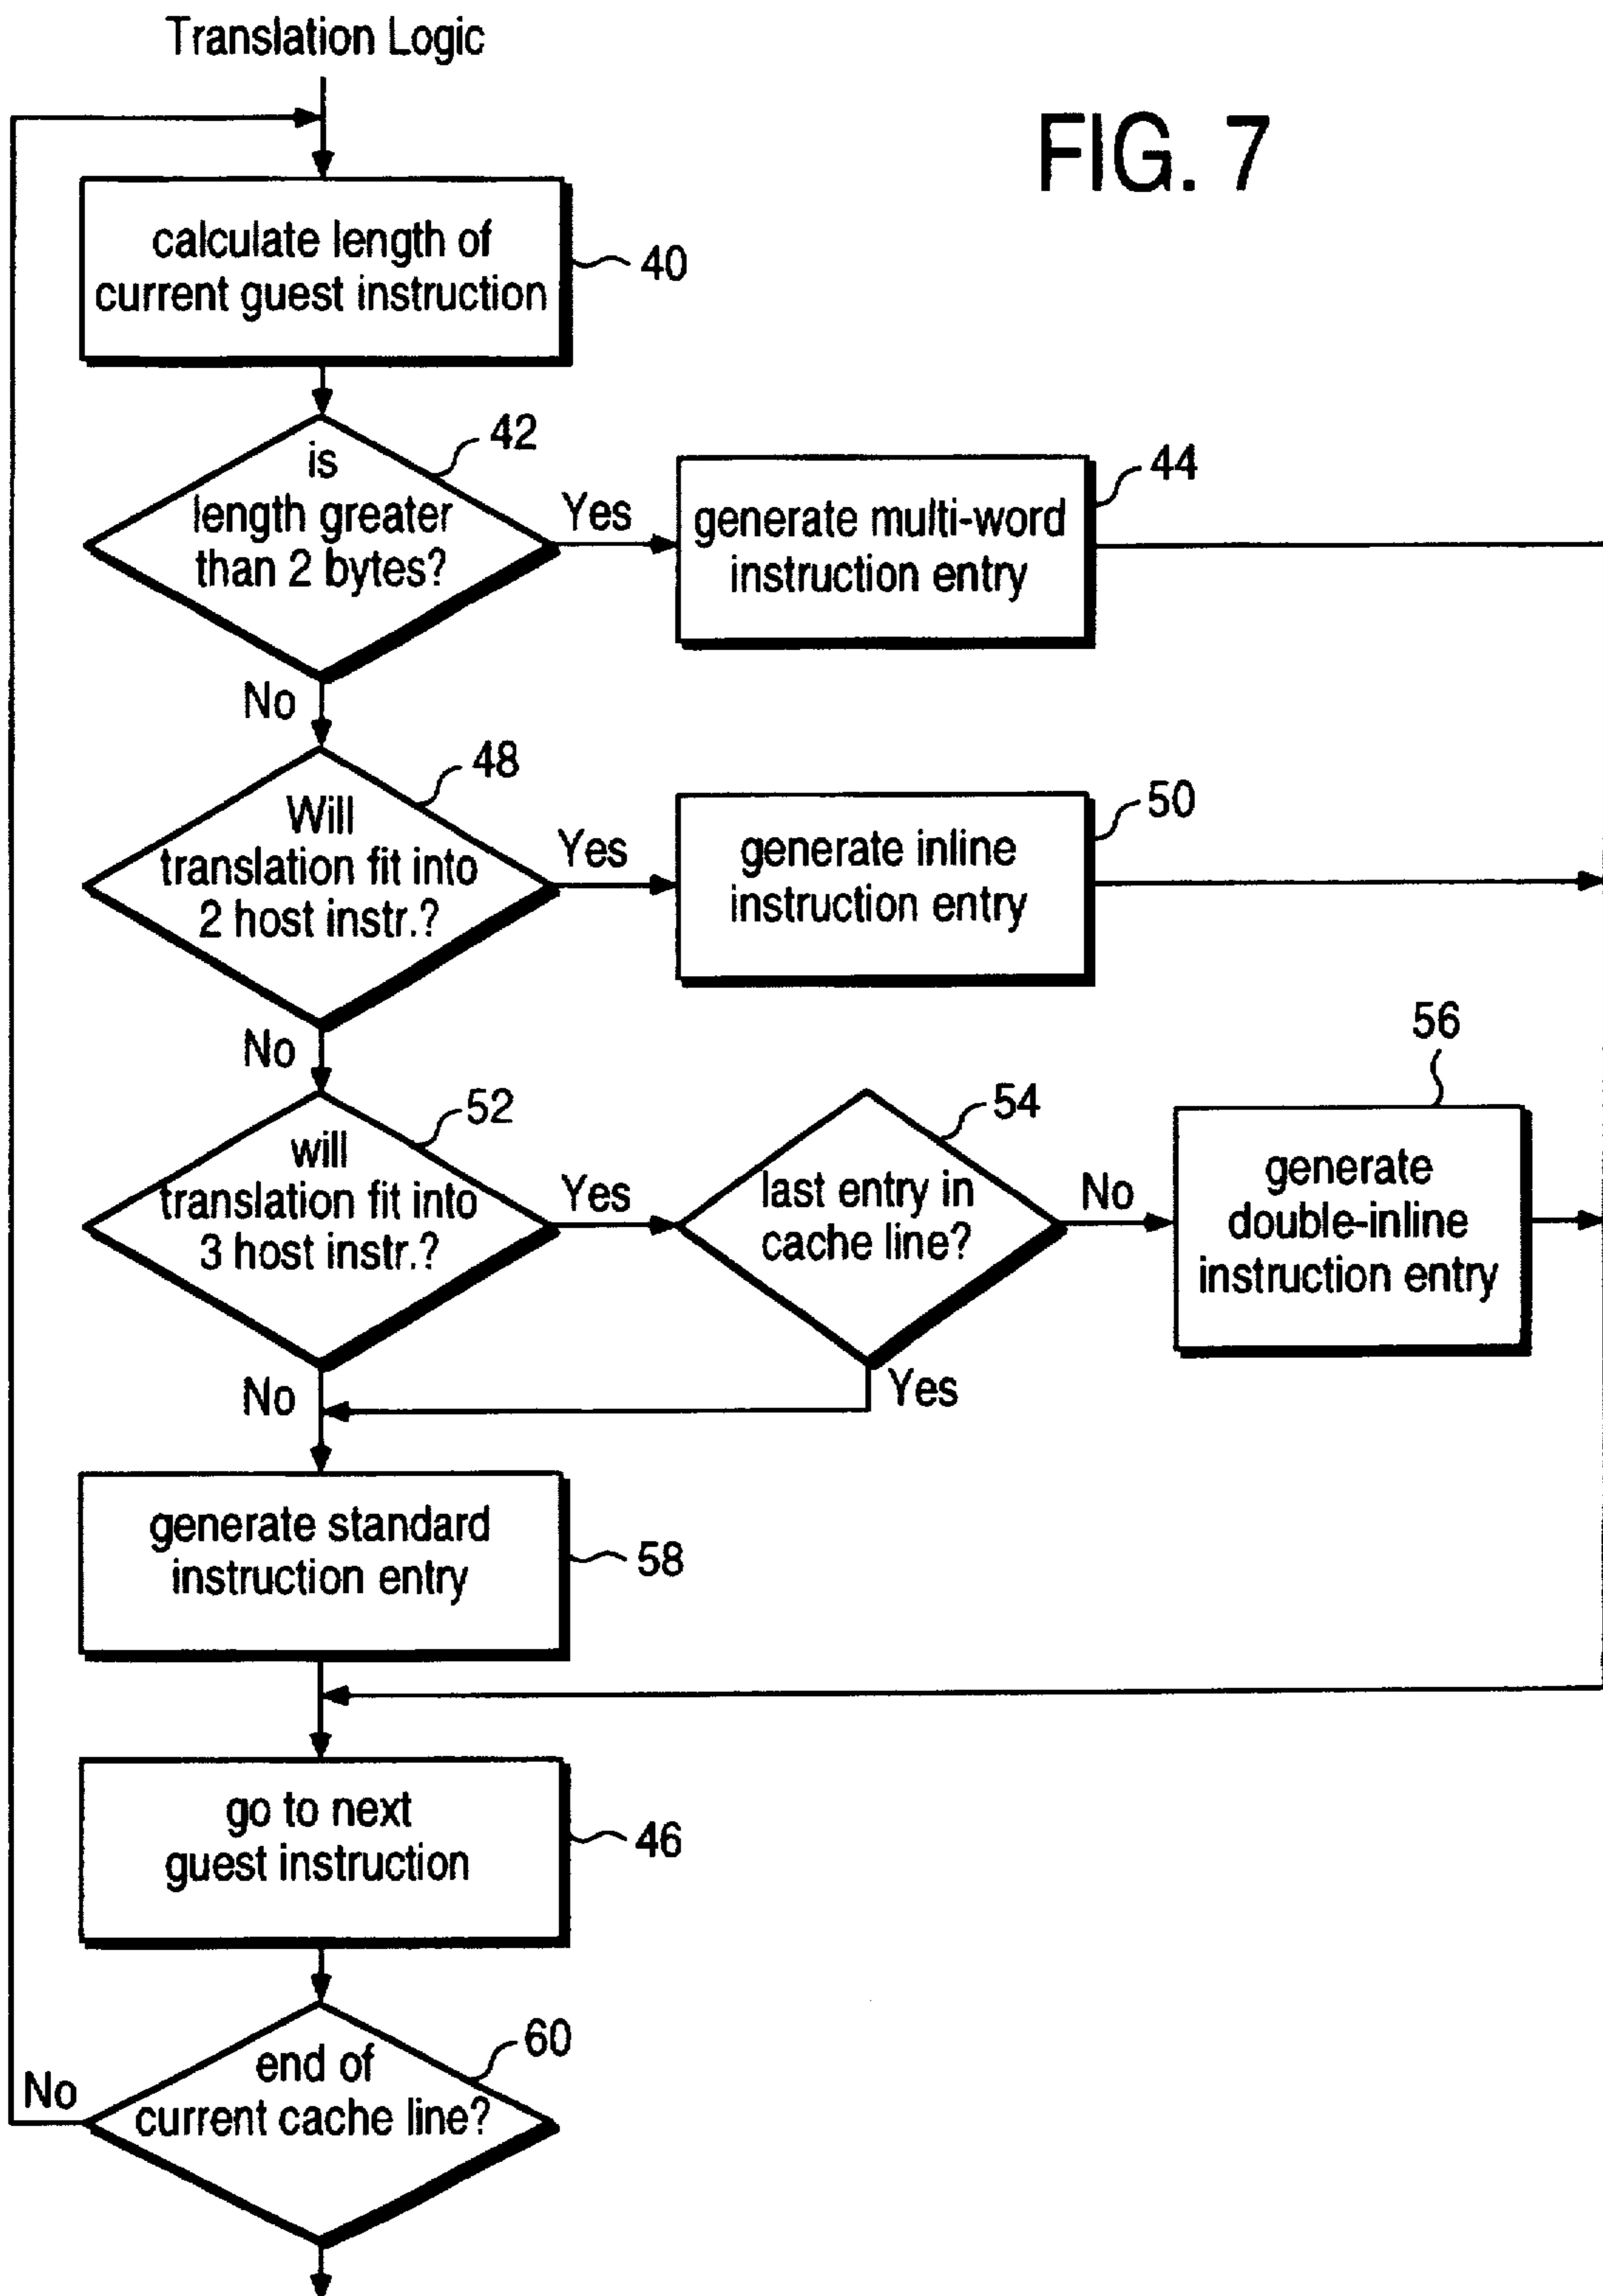 Translation Logic
FIG. 7
calculate length of
current guest instruction
40
is
length greater
than 2 bytes?
42
Yes
generate multi-word
instruction entry
44
No
Will
translation fit into
2 host instr.?
48
Yes
generate inline
instruction entry
50
No
will
translation fit into
3 host instr.?
52
Yes
last entry in
cache line?
54
No
generate
double-inline
instruction entry
56
Yes
No
generate standard
instruction entry
58
go to next
guest instruction
46
end of
current cache line?
60
No